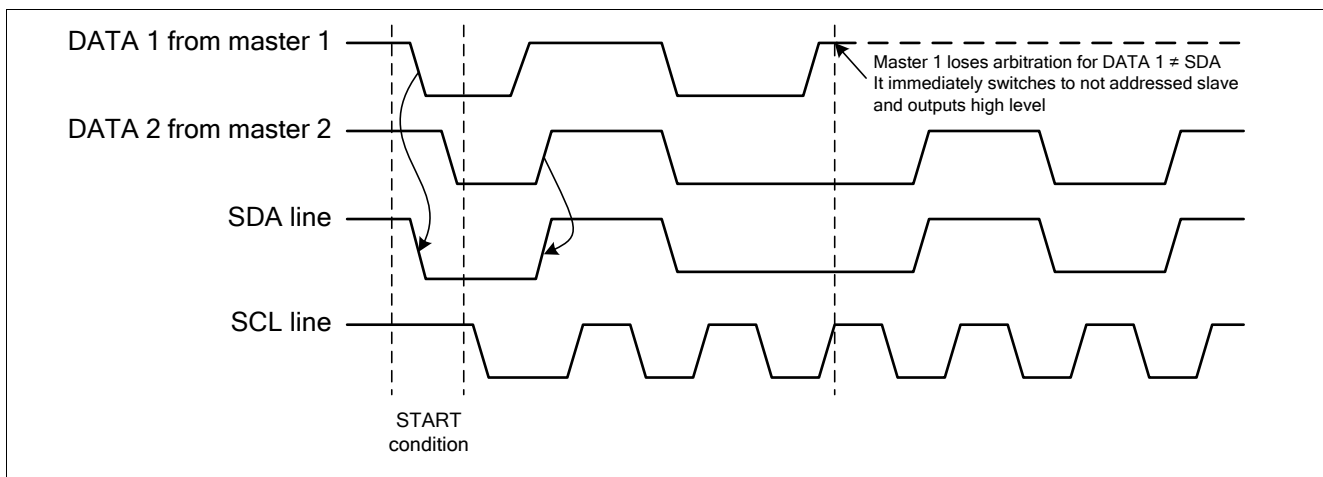 DATA 1 from master 1
Master 1 loses arbitration for DATA 1 ≠ SDA
It immediately switches to not addressed slave
and outputs high level
DATA 2 from master 2
SDA line
SCL line
START
condition